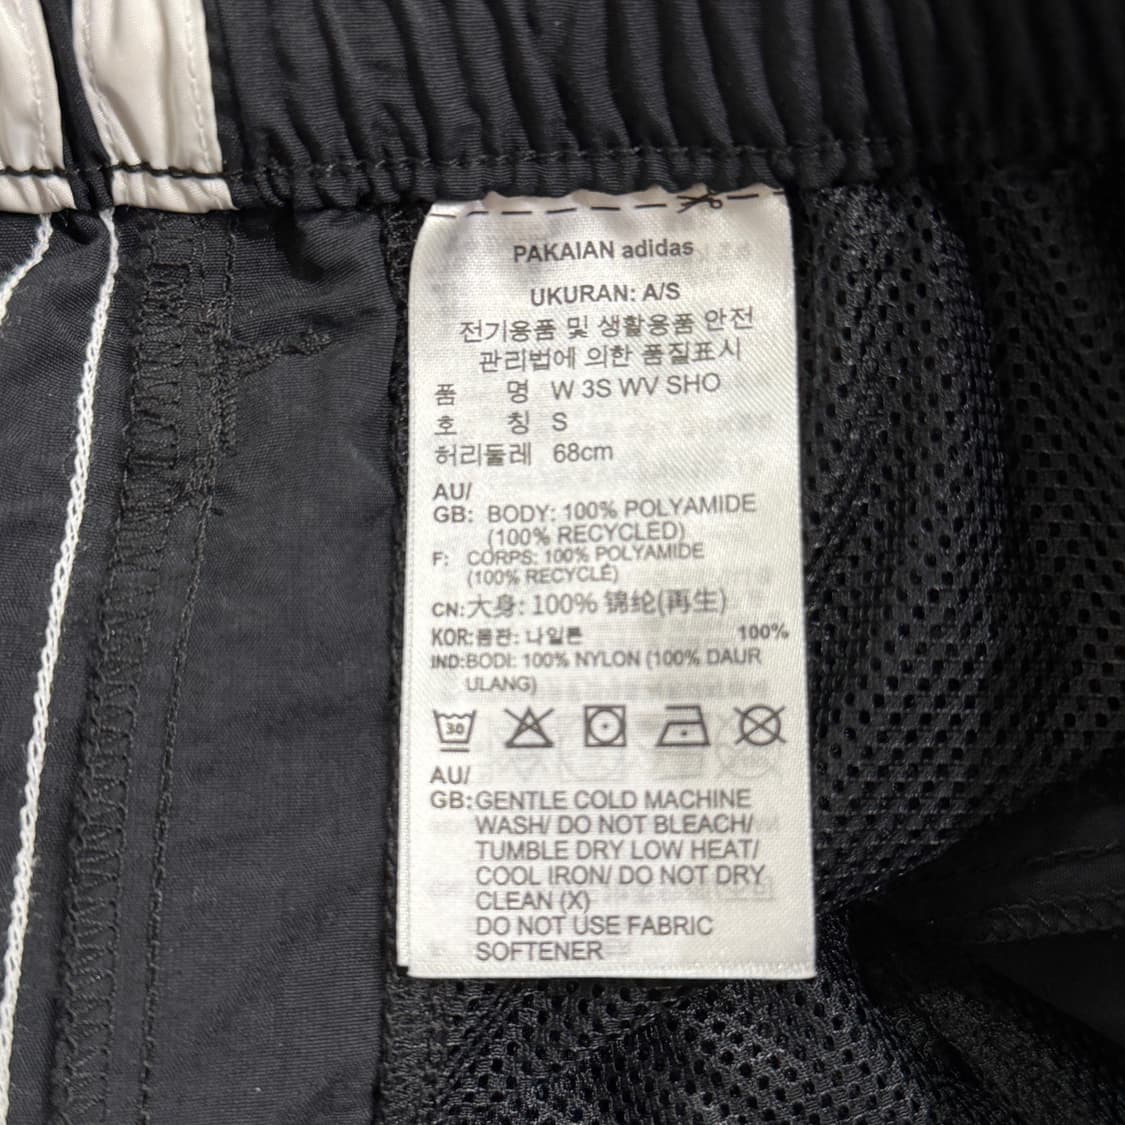 PAKAIAN adidas
UKURAN: A/S
전기용품 및 생활용품 안전
관리법에 의한 품질표시
품 명 W 3S WV SHO
호 칭 S
허리둘레 68cm
AU/
GB: BODY: 100% POLYAMIDE
(100% RECYCLED)
F: CORPS: 100% POLYAMIDE
(100% RECYCLÉ)
CN:大身: 100% 锦纶(再生)
KOR:몸판: 나일론 100%
IND:BODI: 100% NYLON (100% DAUR
ULANG)
30
AU/
GB:GENTLE COLD MACHINE
WASH/ DO NOT BLEACH/
TUMBLE DRY LOW HEAT/
COOL IRON/ DO NOT DRY
CLEAN (X)
DO NOT USE FABRIC
SOFTENER